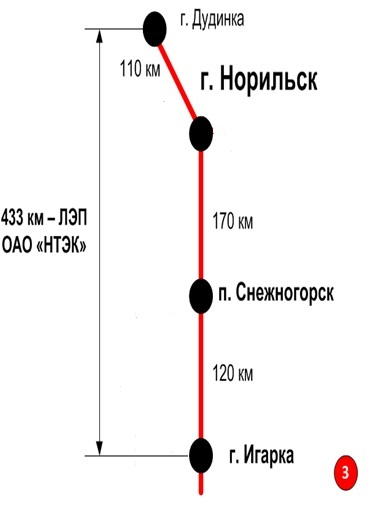 г. Дудинка
110 км
г. Норильск
433 км – ЛЭП
ОАО «НТЭК»
170 км
п. Снежногорск
120 км
г. Игарка
3